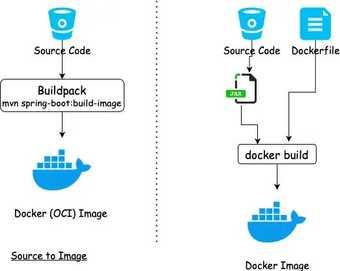 Source Code
Buildpack
mvn spring-boot:build-image
Docker (OCI) Image
Source to Image
Source Code
Dockerfile
JAR
docker build
Docker Image